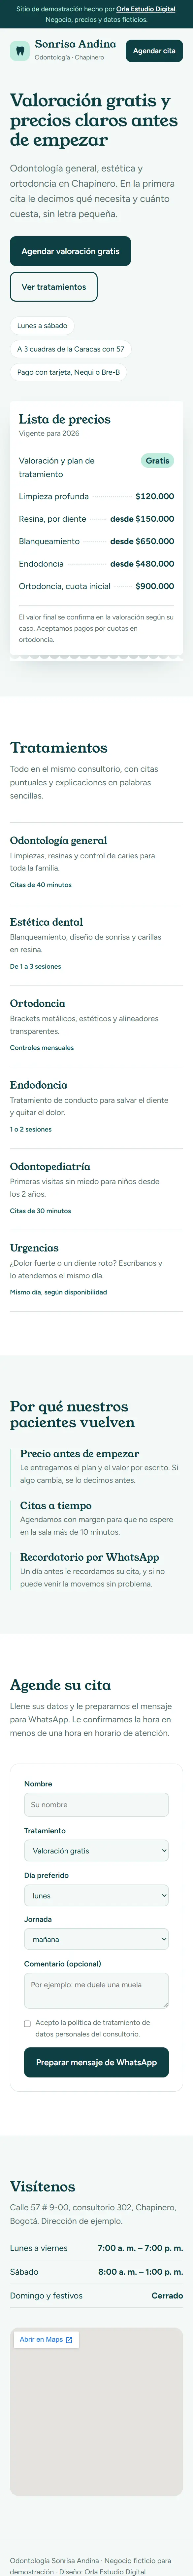 Sitio de demostración hecho por Orla Estudio Digital.
Negocio, precios y datos ficticios.
Sonrisa Andina
Odontología · Chapinero
Agendar cita
Valoración gratis y
precios claros antes
de empezar
Odontología general, estética y
ortodoncia en Chapinero. En la primera
cita le decimos qué necesita y cuánto
cuesta, sin letra pequeña.
Agendar valoración gratis
Ver tratamientos
Lunes a sábado
A 3 cuadras de la Caracas con 57
Pago con tarjeta, Nequi o Bre-B
Lista de precios
Vigente para 2026
Valoración y plan de
tratamiento
Gratis
Limpieza profunda $120.000
Resina, por diente desde $150.000
Blanqueamiento desde $650.000
Endodoncia desde $480.000
Ortodoncia, cuota inicial $900.000
El valor final se confirma en la valoración según su
caso. Aceptamos pagos por cuotas en
ortodoncia.
Tratamientos
Todo en el mismo consultorio, con citas
puntuales y explicaciones en palabras
sencillas.
Odontología general
Limpiezas, resinas y control de caries para
toda la familia.
Citas de 40 minutos
Estética dental
Blanqueamiento, diseño de sonrisa y carillas
en resina.
De 1 a 3 sesiones
Ortodoncia
Brackets metálicos, estéticos y alineadores
transparentes.
Controles mensuales
Endodoncia
Tratamiento de conducto para salvar el diente
y quitar el dolor.
1 o 2 sesiones
Odontopediatría
Primeras visitas sin miedo para niños desde
los 2 años.
Citas de 30 minutos
Urgencias
¿Dolor fuerte o un diente roto? Escríbanos y
lo atendemos el mismo día.
Mismo día, según disponibilidad
Por qué nuestros
pacientes vuelven
Precio antes de empezar
Le entregamos el plan y el valor por escrito. Si
algo cambia, se lo decimos antes.
Citas a tiempo
Agendamos con margen para que no espere
en la sala más de 10 minutos.
Recordatorio por WhatsApp
Un día antes le recordamos su cita, y si no
puede venir la movemos sin problema.
Agende su cita
Llene sus datos y le preparamos el mensaje
para WhatsApp. Le confirmamos la hora en
menos de una hora en horario de atención.
Nombre
Su nombre
Tratamiento
Valoración gratis
Día preferido
lunes
Jornada
mañana
Comentario (opcional)
Por ejemplo: me duele una muela
Acepto la política de tratamiento de
datos personales del consultorio.
Preparar mensaje de WhatsApp
Visítenos
Calle 57 # 9-00, consultorio 302, Chapinero,
Bogotá. Dirección de ejemplo.
Lunes a viernes 7:00 a. m. – 7:00 p. m.
Sábado 8:00 a. m. – 1:00 p. m.
Domingo y festivos Cerrado
Abrir en Maps
Odontología Sonrisa Andina · Negocio ficticio para
demostración · Diseño: Orla Estudio Digital